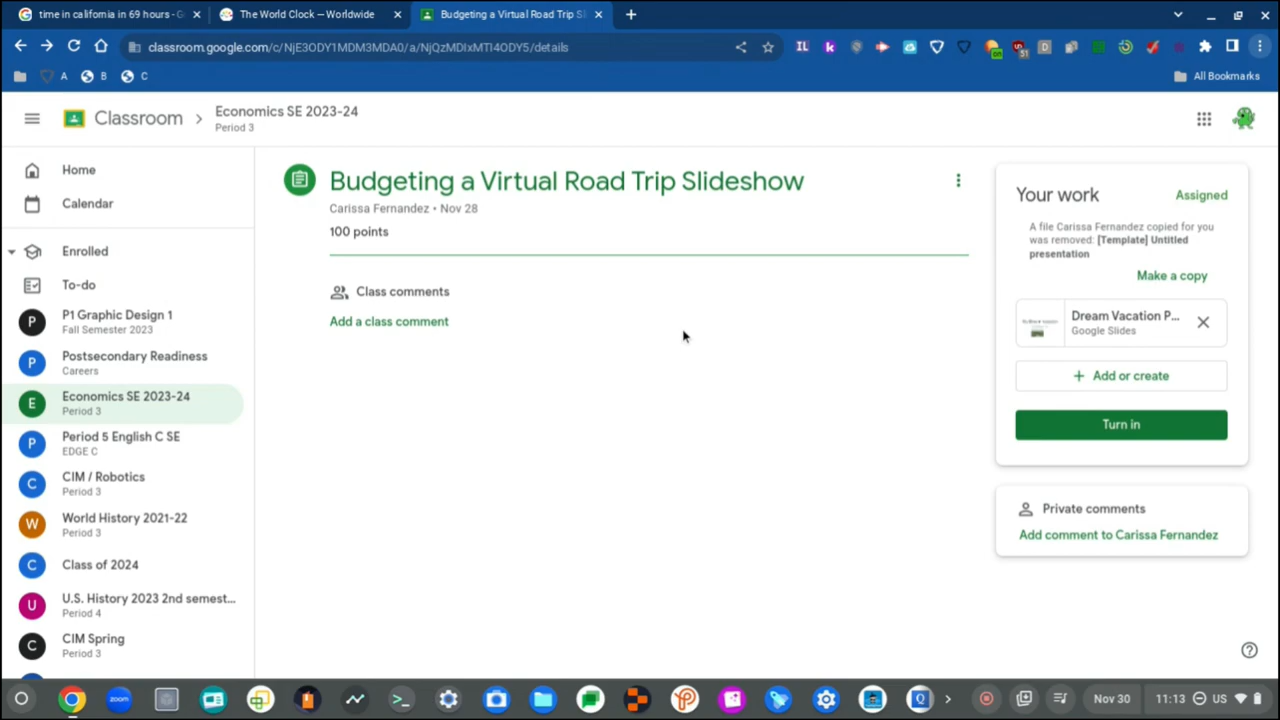 time in california in 69 hours - G
The World Clock — Worldwide
Budgeting a Virtual Road Trip Sl
classroom.google.com/c/NjE3ODY1MDM3MDA0/a/NjQzMDIxMTI4ODY5/details
A
B
C
All Bookmarks
Classroom
Economics SE 2023-24
Period 3
Home
Calendar
Enrolled
To-do
P
P1 Graphic Design 1
Fall Semester 2023
P
Postsecondary Readiness
Careers
E
Economics SE 2023-24
Period 3
P
Period 5 English C SE
EDGE C
C
CIM / Robotics
Period 3
W
World History 2021-22
Period 3
C
Class of 2024
U
U.S. History 2023 2nd semest...
Period 4
C
CIM Spring
Period 3
Budgeting a Virtual Road Trip Slideshow
Carissa Fernandez • Nov 28
100 points
Class comments
Add a class comment
Your work
Assigned
A file Carissa Fernandez copied for you
was removed: [Template] Untitled
presentation
Make a copy
Dream Vacation P...
Google Slides
Add or create
Turn in
Private comments
Add comment to Carissa Fernandez
zoom
Nov 30
11:13
US